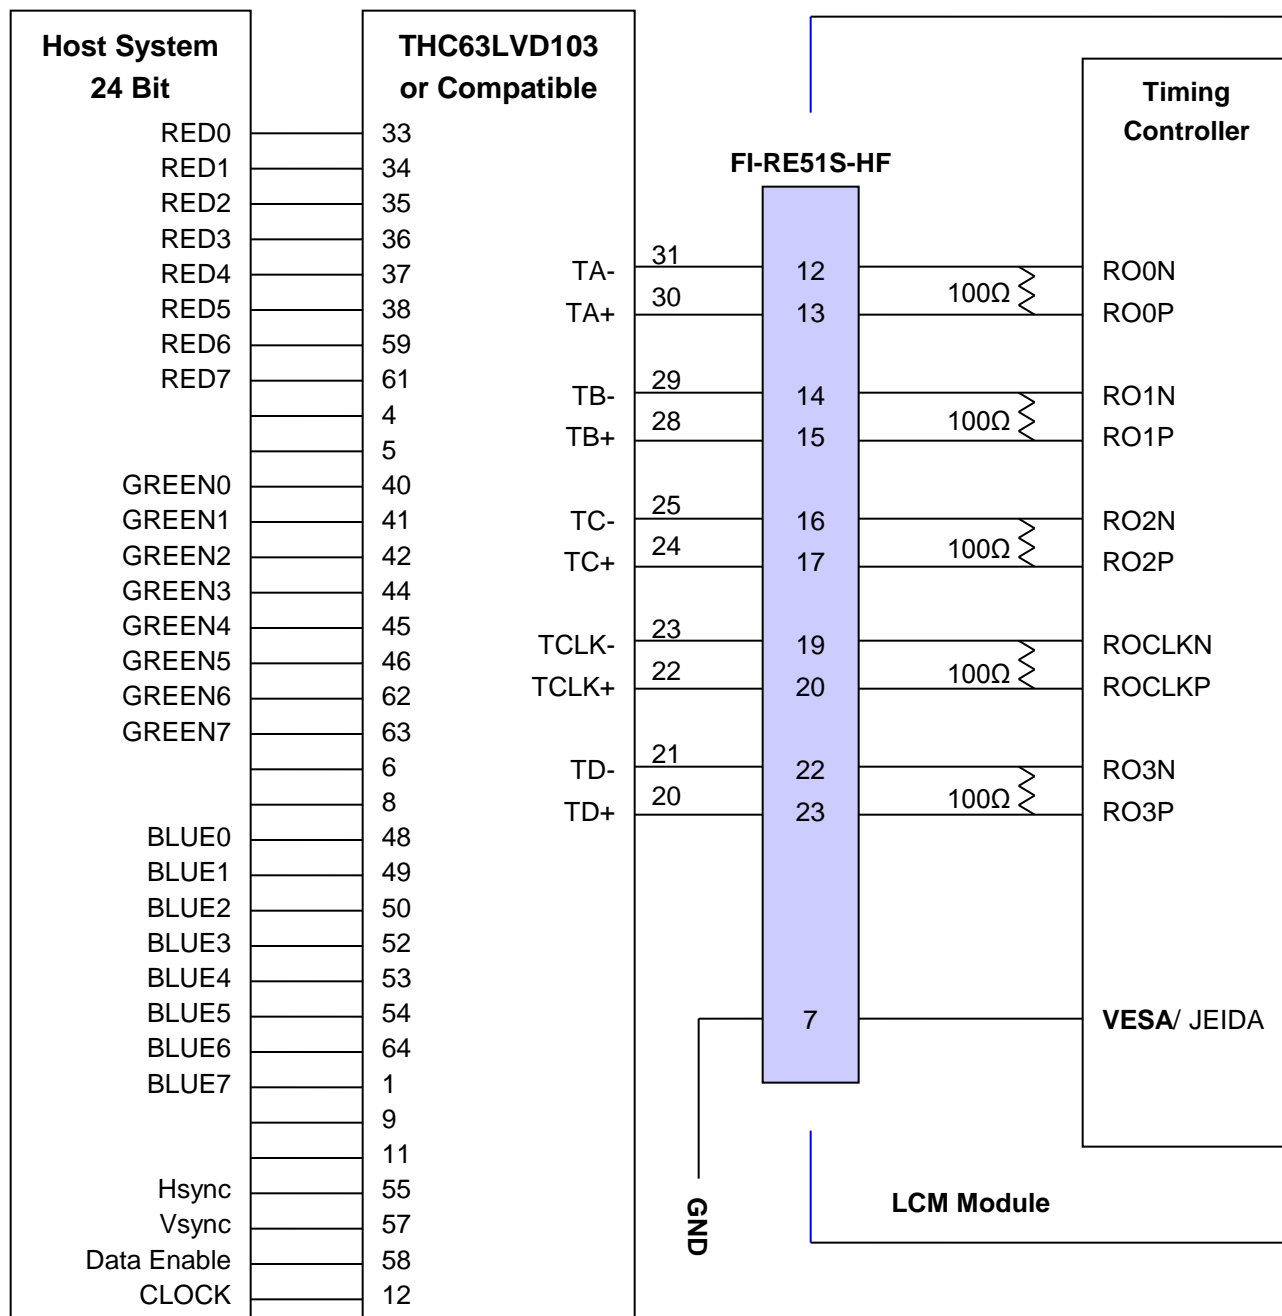 Host System
24 Bit
RED0
RED1
RED2
RED3
RED4
RED5
RED6
RED7
GREEN0
GREEN1
GREEN2
GREEN3
GREEN4
GREEN5
GREEN6
GREEN7
BLUE0
BLUE1
BLUE2
BLUE3
BLUE4
BLUE5
BLUE6
BLUE7
Hsync
Vsync
Data Enable
CLOCK
THC63LVD103
or Compatible
33
34
35
36
37
38
59
61
4
5
40
41
42
44
45
46
62
63
6
8
48
49
50
52
53
54
64
1
9
11
55
57
58
12
TA-
TA+
TB-
TB+
TC-
TC+
TCLK-
TCLK+
TD-
TD+
31
30
29
28
25
24
23
22
21
20
GND
FI-RE51S-HF
12
13
14
15
16
17
19
20
22
23
7
100Ω
100Ω
100Ω
100Ω
100Ω
Timing
Controller
RO0N
RO0P
RO1N
RO1P
RO2N
RO2P
ROCLKN
ROCLKP
RO3N
RO3P
VESA/ JEIDA
LCM Module